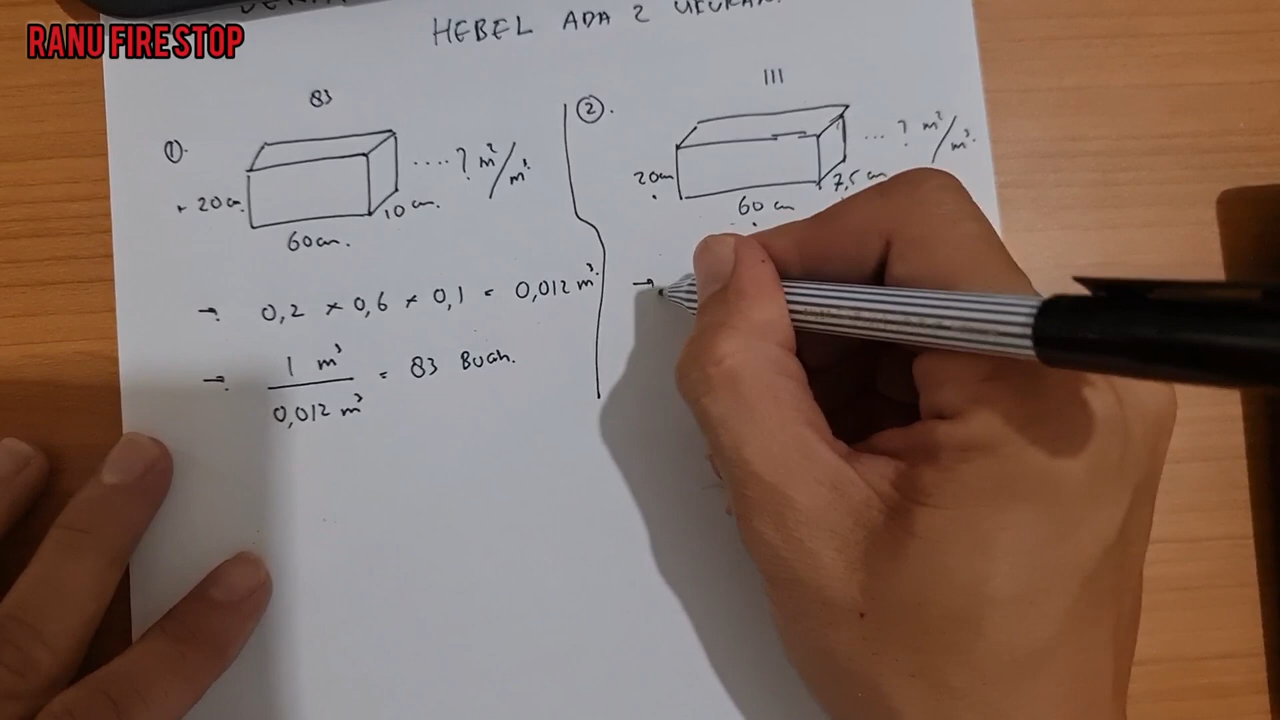 RANU FIRE STOP
HEBEL ADA 2
83
①. .... ? m²/m³.
20cm
10 cm.
60cm.
→ 0,2 × 0,6 × 0,1 = 0,012 m³.
→ 1 m³ / 0,012 m³ = 83 Buah.
111
②. ... ? m²/m³.
20cm
7,5 cm
60 cm
→